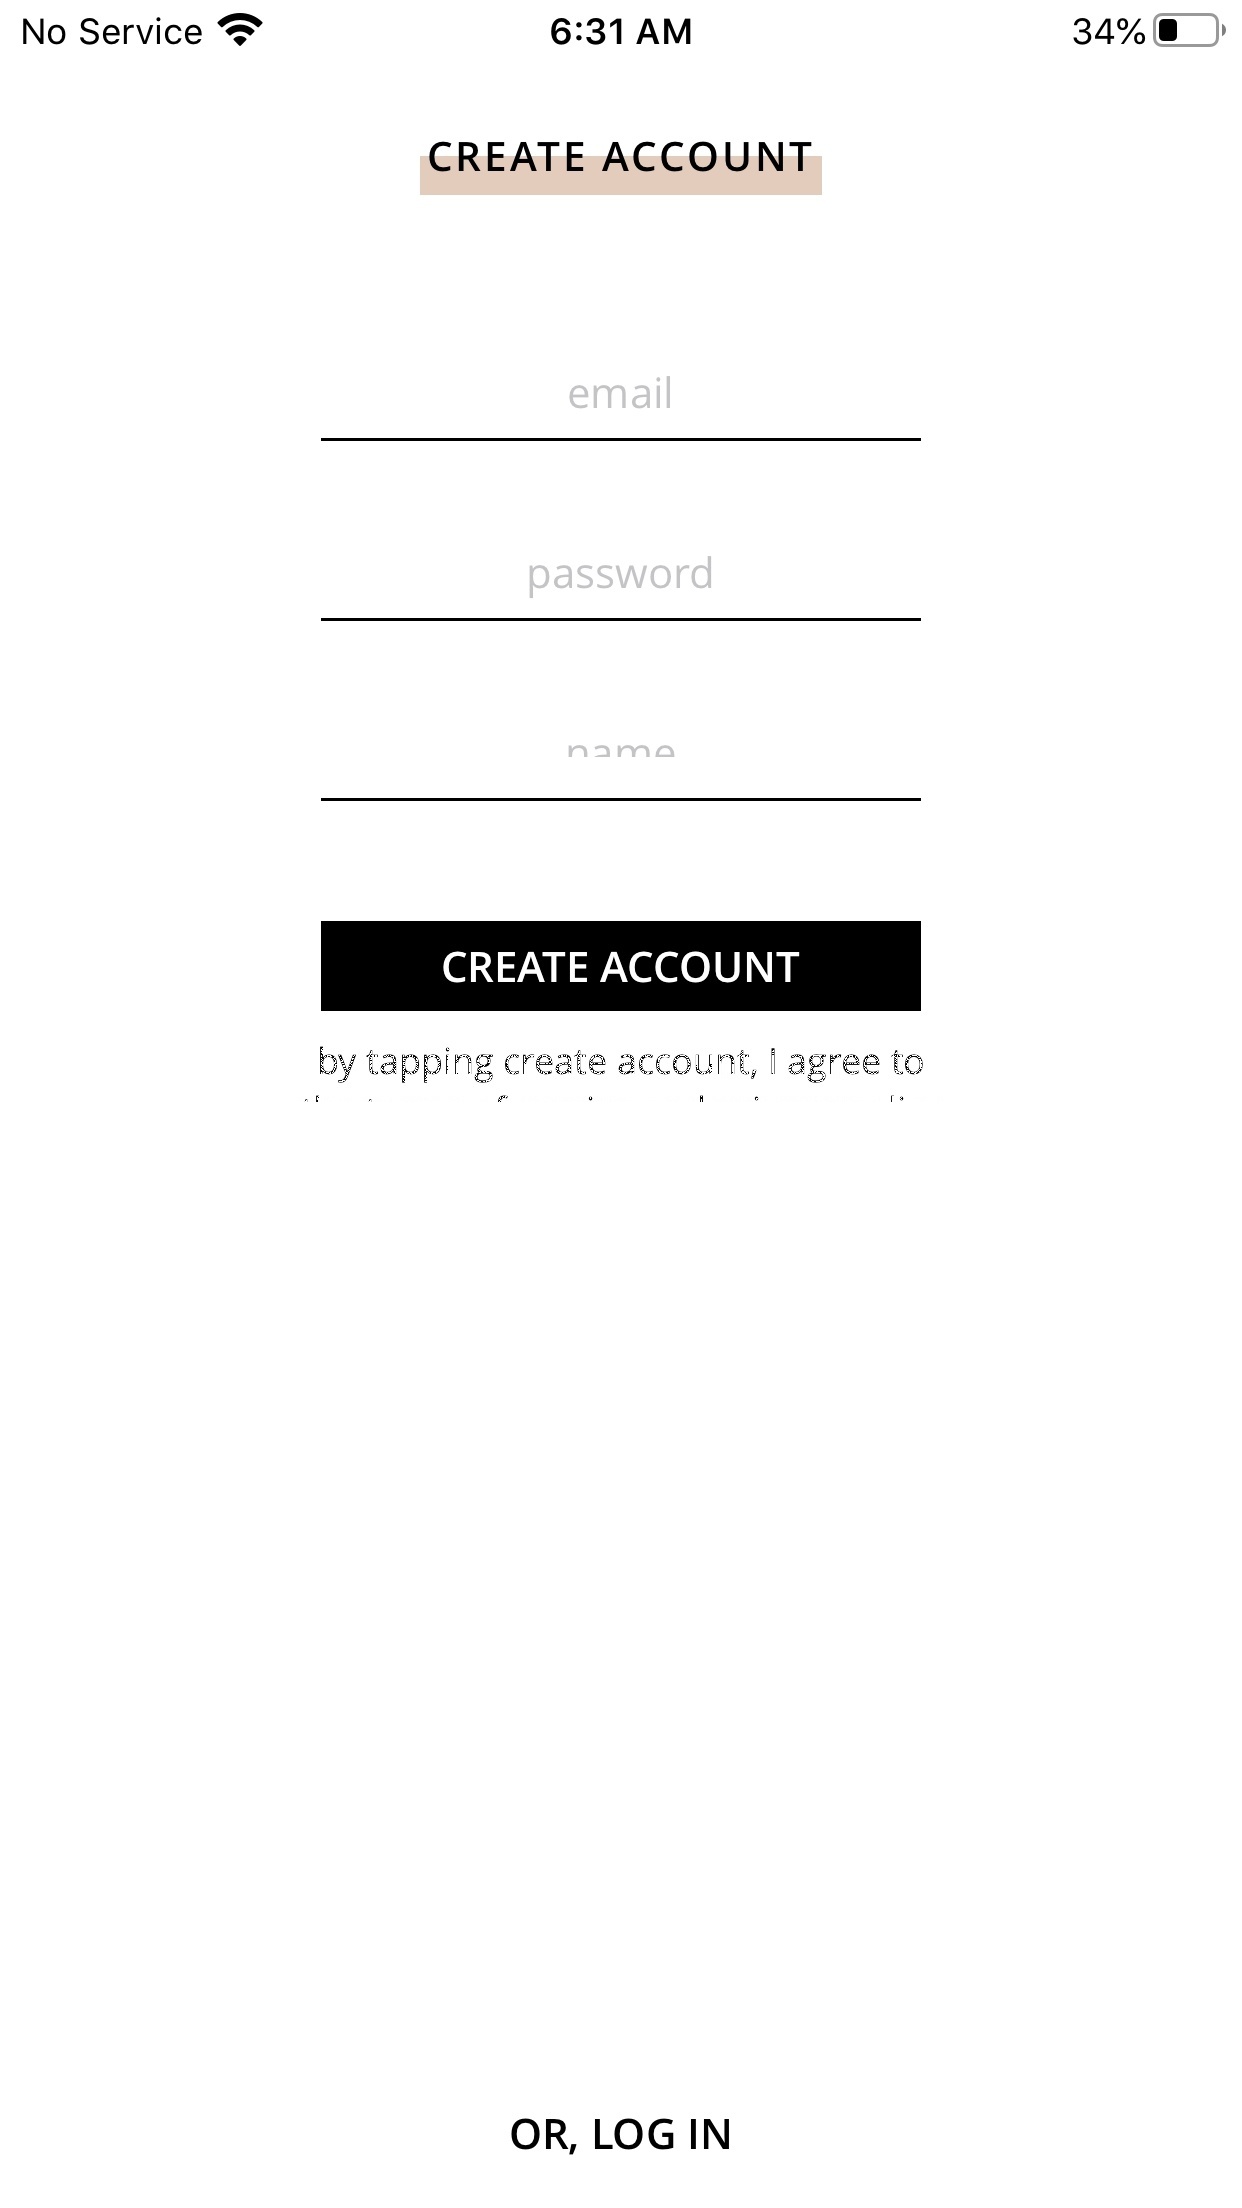 No Service
6:31 AM
34%
CREATE ACCOUNT
email
password
name
CREATE ACCOUNT
by tapping create account, I agree to
OR, LOG IN